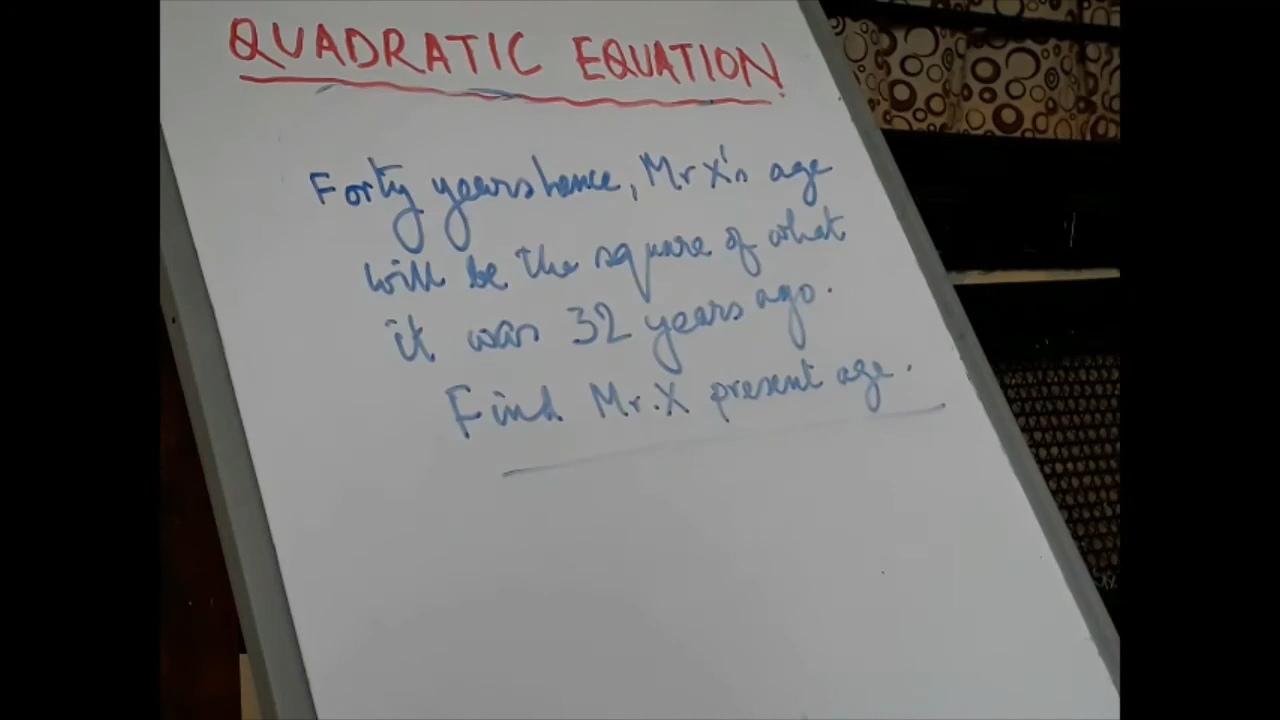 QUADRATIC EQUATION
Forty years hence, Mr X's age
will be the square of what
it was 32 years ago.
Find Mr. X present age.